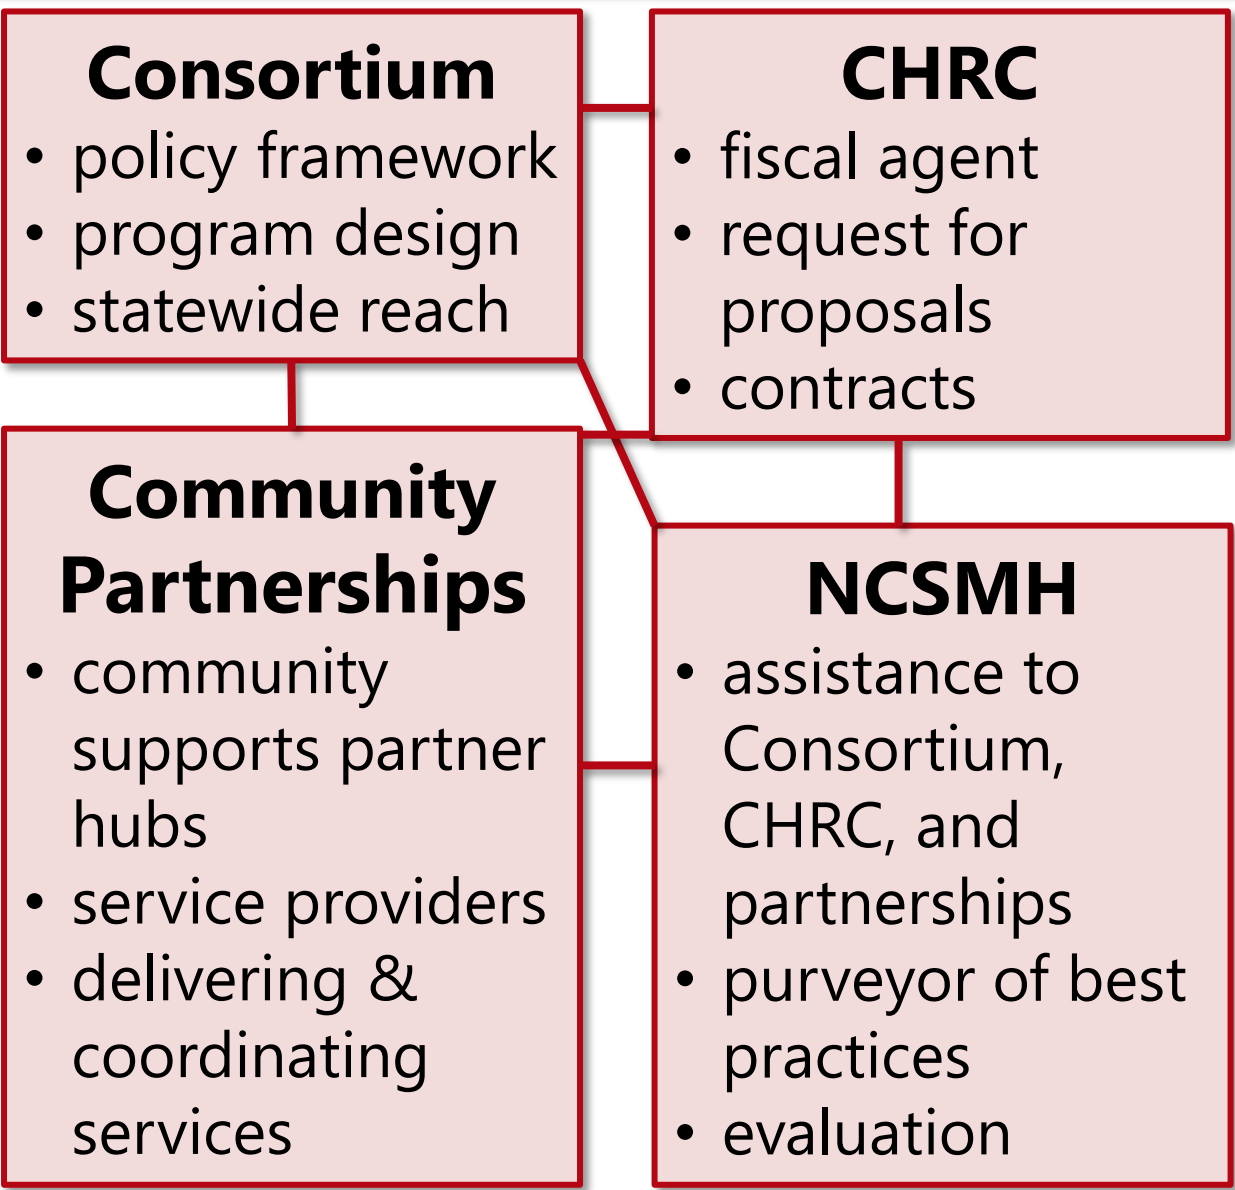 Consortium
• policy framework
• program design
• statewide reach
CHRC
• fiscal agent
• request for
proposals
• contracts
Community
Partnerships
• community
supports partner
hubs
• service providers
• delivering &
coordinating
services
NCSMH
• assistance to
Consortium,
CHRC, and
partnerships
• purveyor of best
practices
• evaluation